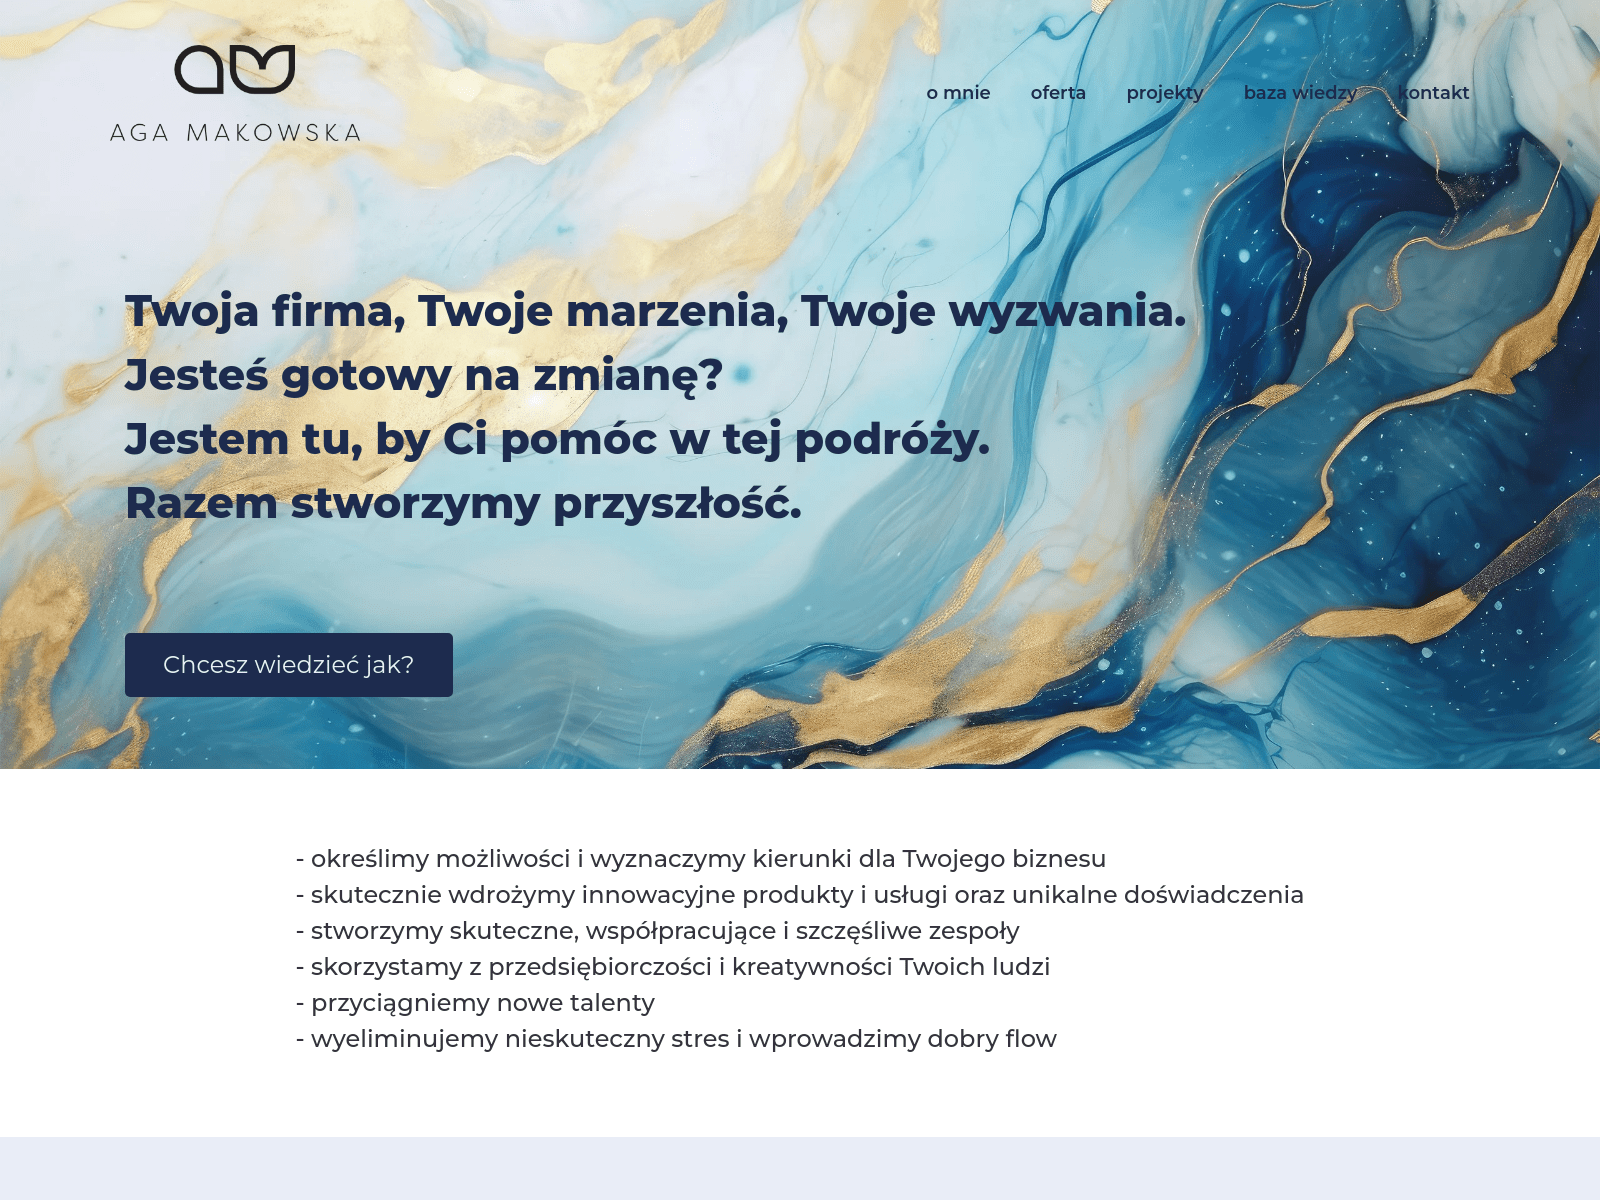 AGA MAKOWSKA
o mnie oferta projekty baza wiedzy kontakt
Twoja firma, Twoje marzenia, Twoje wyzwania.
Jesteś gotowy na zmianę?
Jestem tu, by Ci pomóc w tej podróży.
Razem stworzymy przyszłość.
Chcesz wiedzieć jak?
- określimy możliwości i wyznaczymy kierunki dla Twojego biznesu
- skutecznie wdrożymy innowacyjne produkty i usługi oraz unikalne doświadczenia
- stworzymy skuteczne, współpracujące i szczęśliwe zespoły
- skorzystamy z przedsiębiorczości i kreatywności Twoich ludzi
- przyciągniemy nowe talenty
- wyeliminujemy nieskuteczny stres i wprowadzimy dobry flow